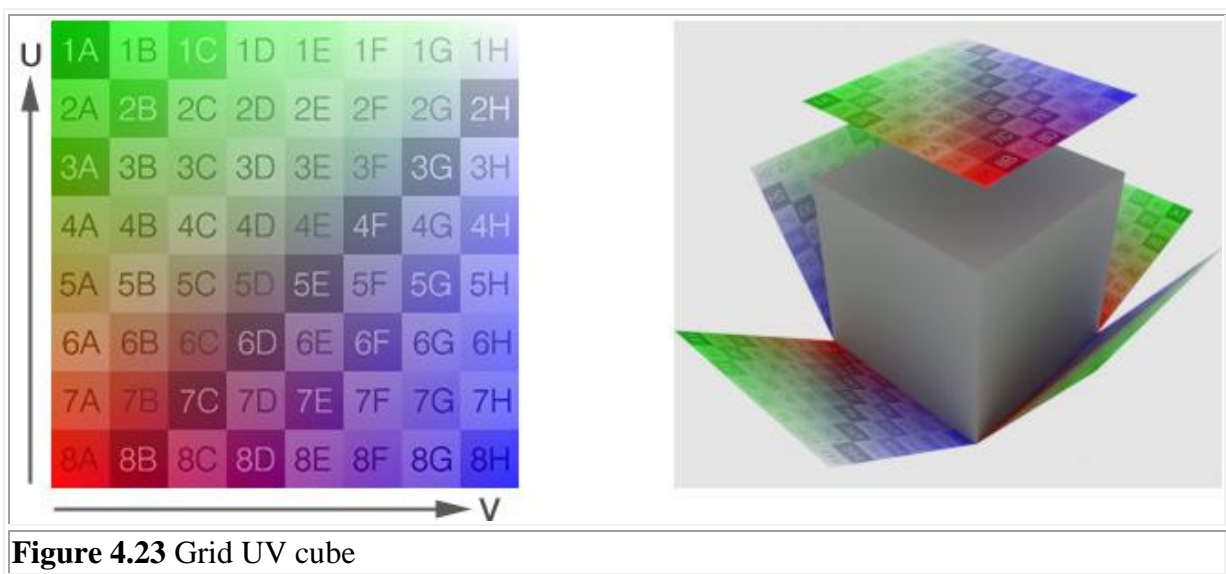 U 1A 1B 1C 1D 1E 1F 1G 1H
2A 2B 2C 2D 2E 2F 2G 2H
3A 3B 3C 3D 3E 3F 3G 3H
4A 4B 4C 4D 4E 4F 4G 4H
5A 5B 5C 5D 5E 5F 5G 5H
6A 6B 6C 6D 6E 6F 6G 6H
7A 7B 7C 7D 7E 7F 7G 7H
8A 8B 8C 8D 8E 8F 8G 8H
V
Figure 4.23 Grid UV cube